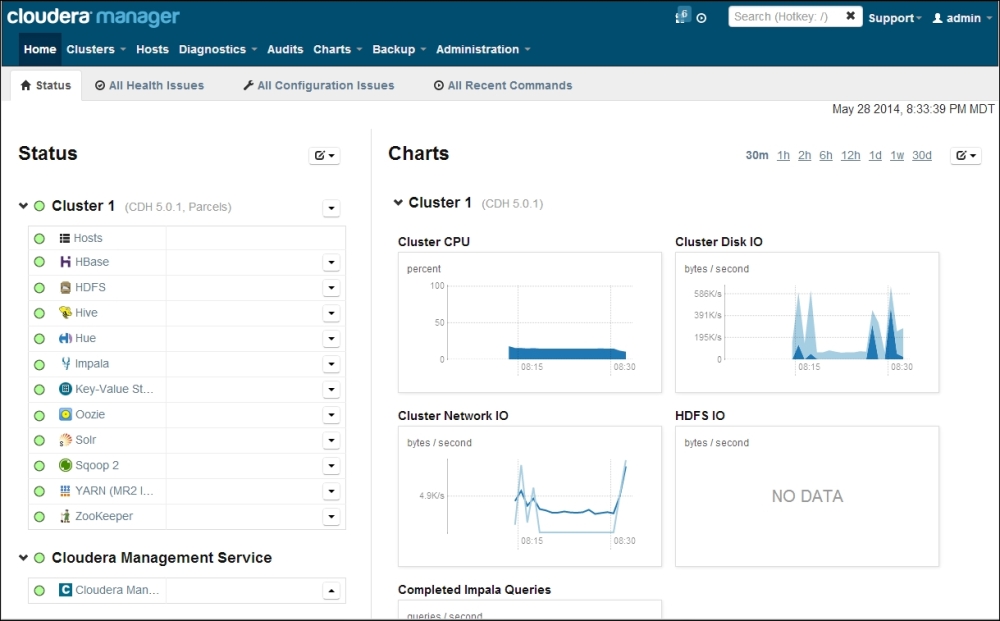 cloudera manager
6
Search (Hotkey: /)
Support
admin
Home Clusters Hosts Diagnostics Audits Charts Backup Administration
Status All Health Issues All Configuration Issues All Recent Commands
May 28 2014, 8:33:39 PM MDT
Status
Charts
30m 1h 2h 6h 12h 1d 1w 30d
Cluster 1 (CDH 5.0.1, Parcels)
Hosts
HBase
HDFS
Hive
Hue
Impala
Key-Value St...
Oozie
Solr
Sqoop 2
YARN (MR2 I...
ZooKeeper
Cloudera Management Service
Cloudera Man...
Cluster 1 (CDH 5.0.1)
Cluster CPU
percent
100
50
0
08:15 08:30
Cluster Disk IO
bytes / second
586K/s
391K/s
195K/s
0
08:15 08:30
Cluster Network IO
bytes / second
4.9K/s
08:15 08:30
HDFS IO
bytes / second
NO DATA
Completed Impala Queries
queries / second